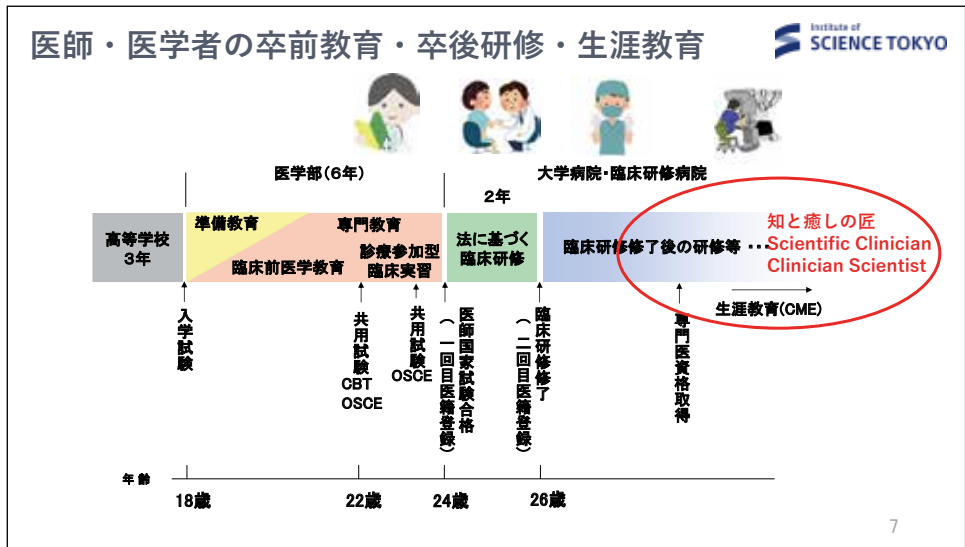 医師・医学者の卒前教育・卒後研修・生涯教育
Institute of
SCIENCE TOKYO
医学部(6年)
大学病院・臨床研修病院
2年
高等学校
3年
準備教育
専門教育
臨床前医学教育
診療参加型
臨床実習
法に基づく
臨床研修
臨床研修修了後の研修等 ・・・
知と癒しの匠
Scientific Clinician
Clinician Scientist
生涯教育(CME)
入学試験
共用試験
CBT
OSCE
共用試験
OSCE
医師国家試験合格
(一回目医籍登録)
臨床研修修了
(二回目医籍登録)
専門医資格取得
年齢
18歳
22歳
24歳
26歳
7